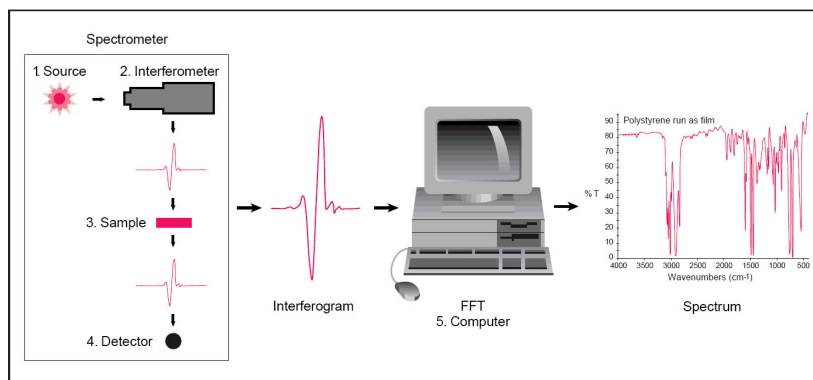 Spectrometer
1. Source
2. Interferometer
3. Sample
4. Detector
Interferogram
FFT
5. Computer
Polystyrene run as film
90
80
70
60
50
% T
40
30
20
10
0
4000 3500 3000 2500 2000 1500 1000 500
Wavenumbers (cm-1)
Spectrum